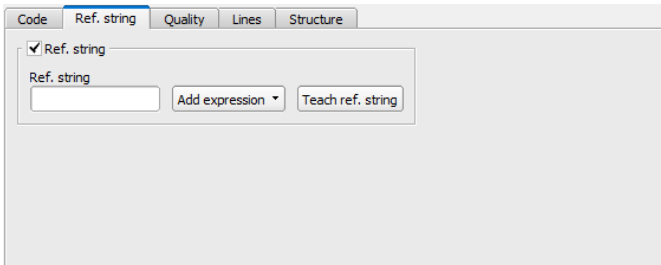 Code Ref. string Quality Lines Structure
Ref. string
Ref. string
Add expression Teach ref. string